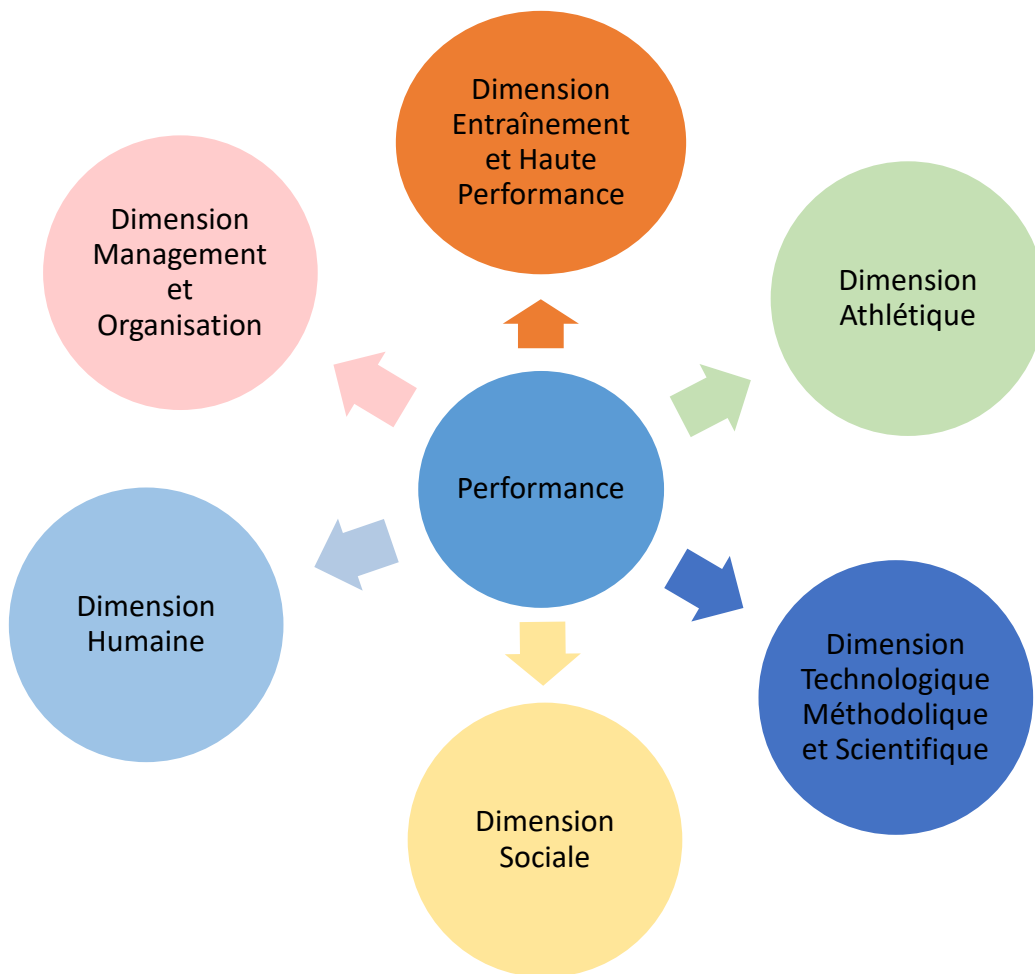 Dimension
Entraînement
et Haute
Performance
Dimension
Management
et
Organisation
Dimension
Athlétique
Performance
Dimension
Humaine
Dimension
Technologique
Méthodolique
et Scientifique
Dimension
Sociale